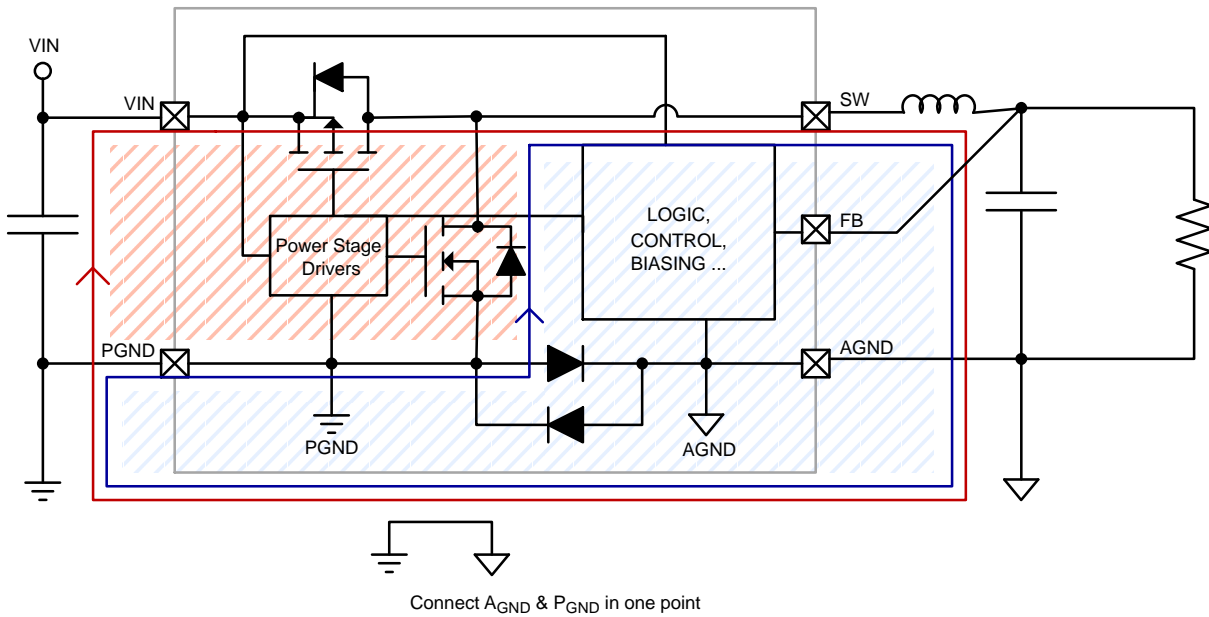 VIN
VIN
SW
Power Stage
Drivers
LOGIC,
CONTROL,
BIASING ...
FB
PGND
AGND
PGND
AGND
Connect AGND & PGND in one point